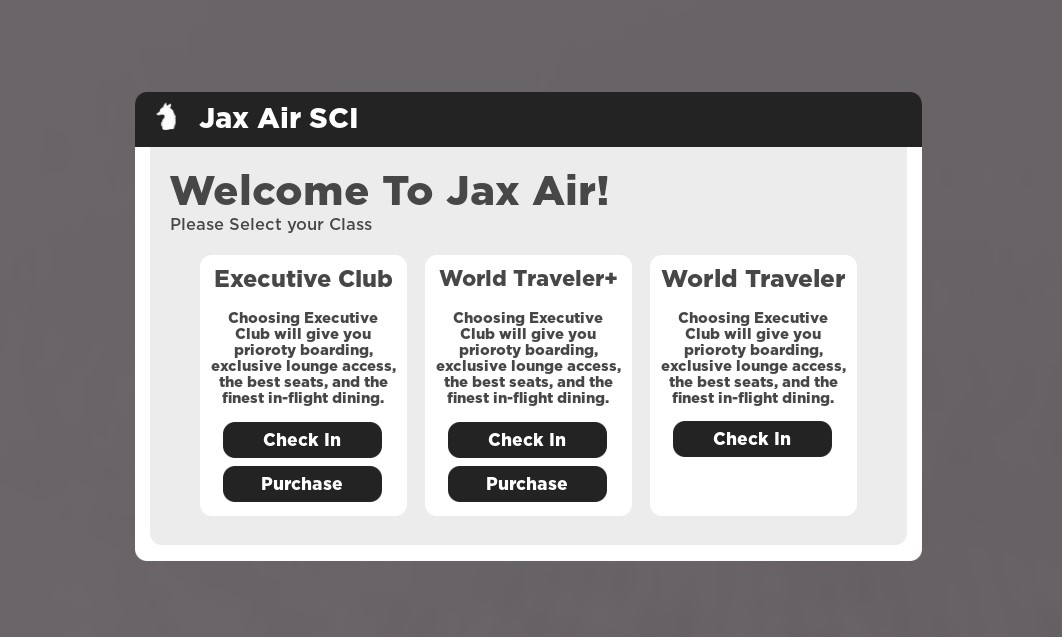 Jax Air SCI
Welcome To Jax Air!
Please Select your Class
Executive Club
Choosing Executive
Club will give you
prioroty boarding,
exclusive lounge access,
the best seats, and the
finest in-flight dining.
Check In
Purchase
World Traveler+
Choosing Executive
Club will give you
prioroty boarding,
exclusive lounge access,
the best seats, and the
finest in-flight dining.
Check In
Purchase
World Traveler
Choosing Executive
Club will give you
prioroty boarding,
exclusive lounge access,
the best seats, and the
finest in-flight dining.
Check In